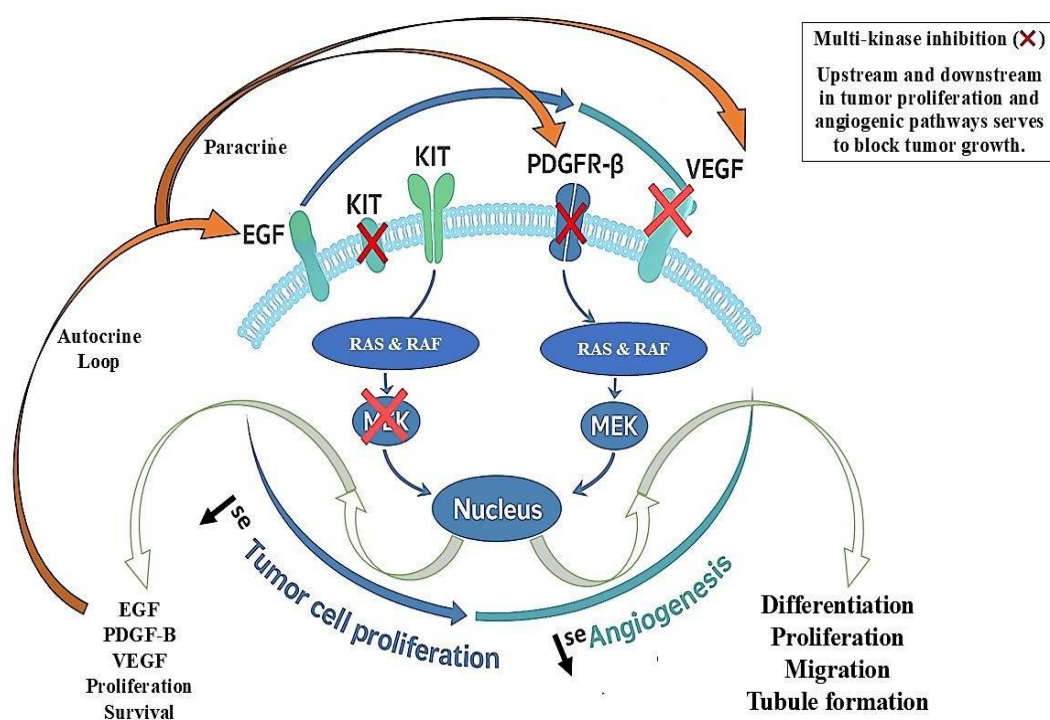 Multi-kinase inhibition (X)
Upstream and downstream
in tumor proliferation and
angiogenic pathways serves
to block tumor growth.
Paracrine
KIT
PDGFR-β
VEGF
KIT
EGF
Autocrine
Loop
RAS & RAF
RAS & RAF
MEK
MEK
Nucleus
se
Tumor cell proliferation
se
Angiogenesis
EGF
PDGF-B
VEGF
Proliferation
Survival
Differentiation
Proliferation
Migration
Tubule formation